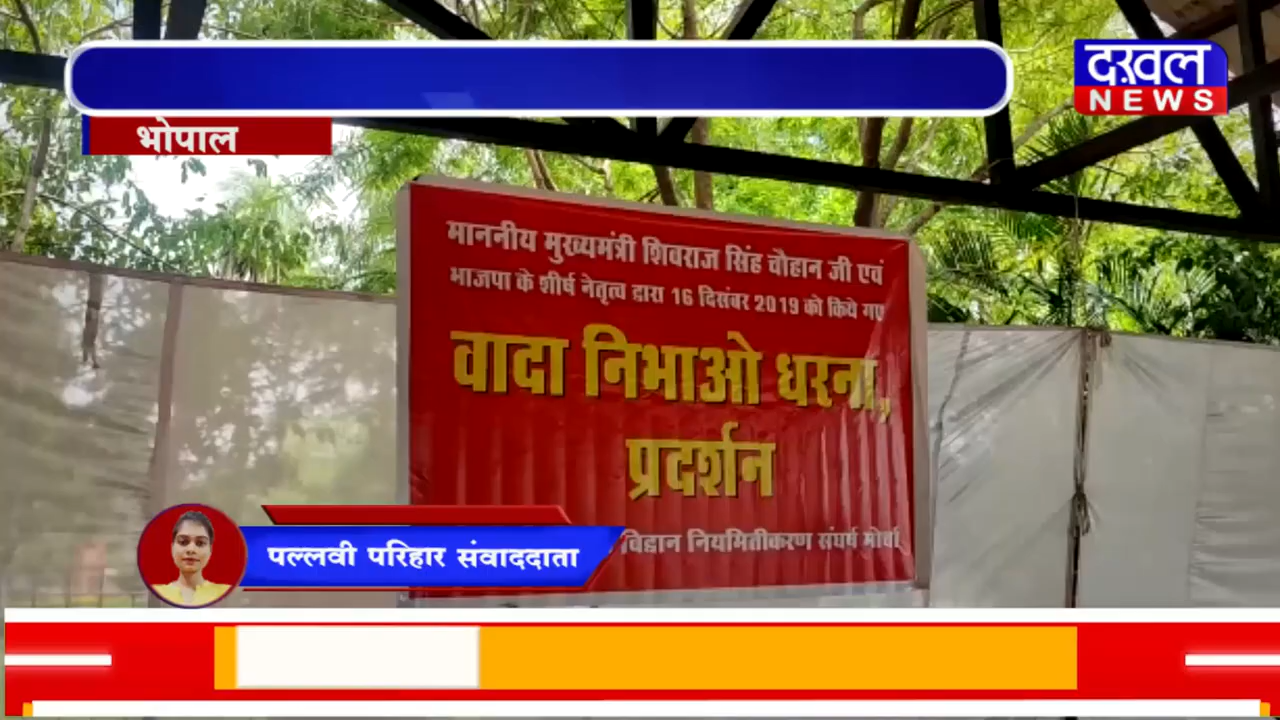 दख़ल
NEWS
भोपाल
माननीय मुख्यमंत्री शिवराज सिंह चौहान जी एवं
भाजपा के शीर्ष नेतृत्व द्वारा 16 दिसंबर 2019 को किये गए
वादा निभाओ धरना,
प्रदर्शन
विद्वान नियमितीकरण संघर्ष मोर्चा
पल्लवी परिहार संवाददाता